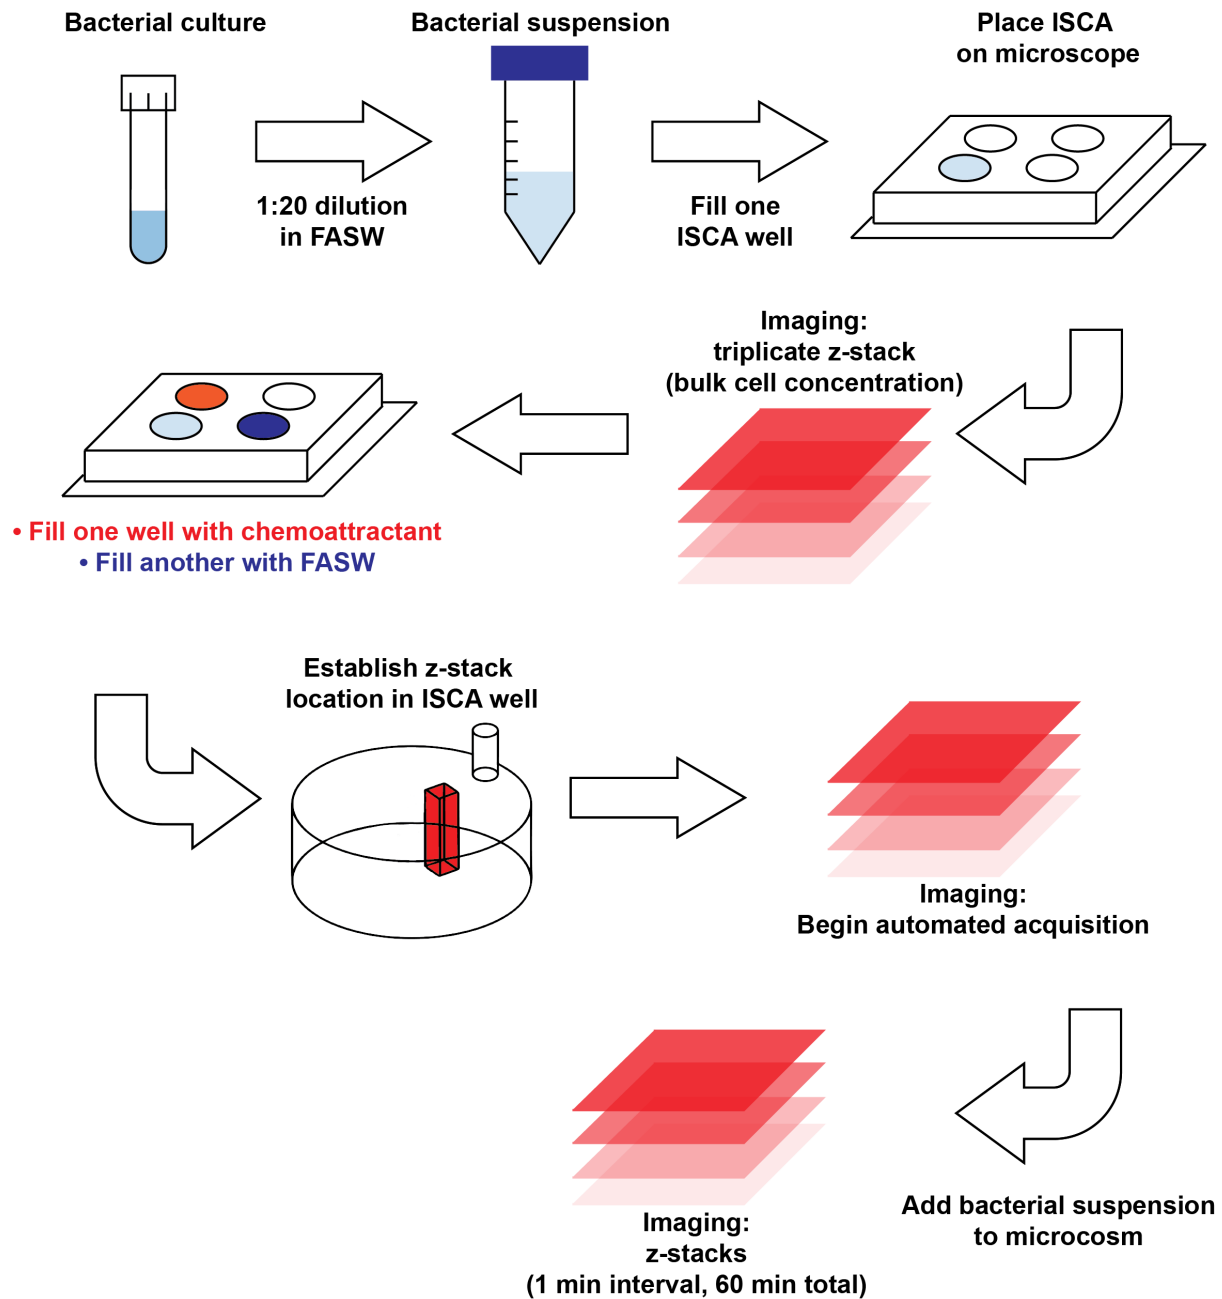 Bacterial culture
Bacterial suspension
Place ISCA
on microscope
1:20 dilution
in FASW
Fill one
ISCA well
Imaging:
triplicate z-stack
(bulk cell concentration)
• Fill one well with chemoattractant
• Fill another with FASW
Establish z-stack
location in ISCA well
Imaging:
Begin automated acquisition
Add bacterial suspension
to microcosm
Imaging:
z-stacks
(1 min interval, 60 min total)